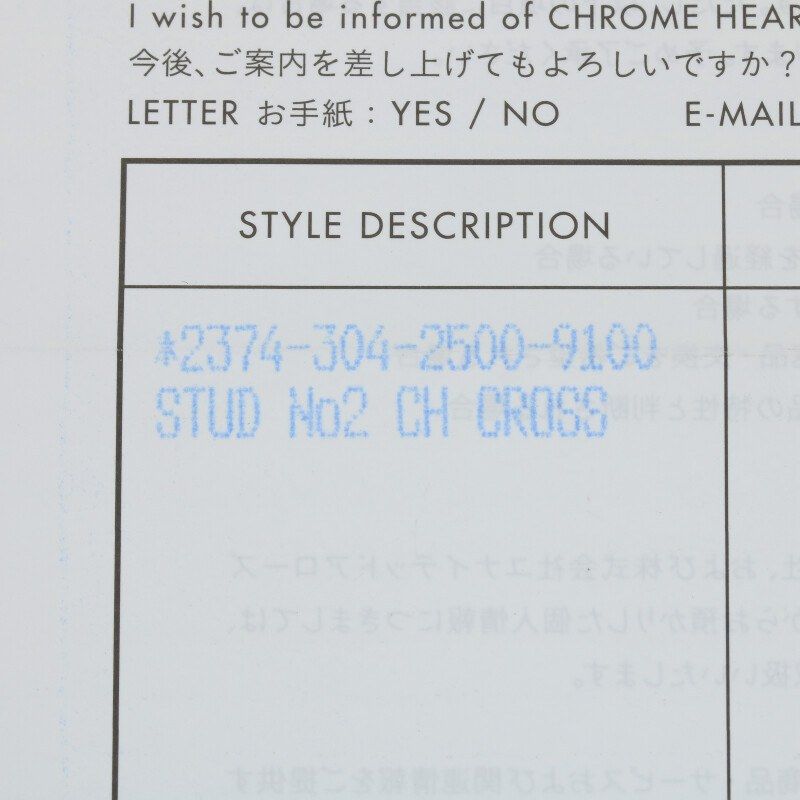 I wish to be informed of CHROME HEAR
今後、ご案内を差し上げてもよろしいですか？
LETTER お手紙：YES / NO E-MAIL
STYLE DESCRIPTION
*2374-304-2500-9100
STUD No2 CH CROSS